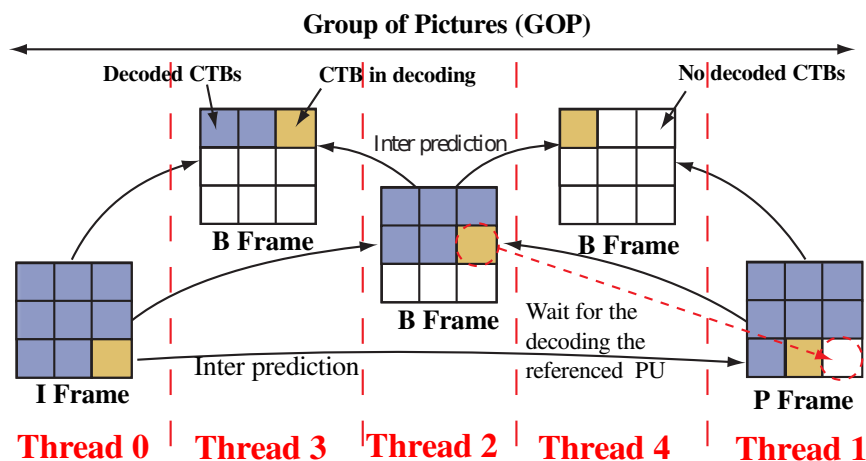 Group of Pictures (GOP)
Decoded CTBs
CTB in decoding
No decoded CTBs
Inter prediction
B Frame
B Frame
B Frame
Wait for the
decoding the
referenced PU
Inter prediction
I Frame
P Frame
Thread 0
Thread 3
Thread 2
Thread 4
Thread 1